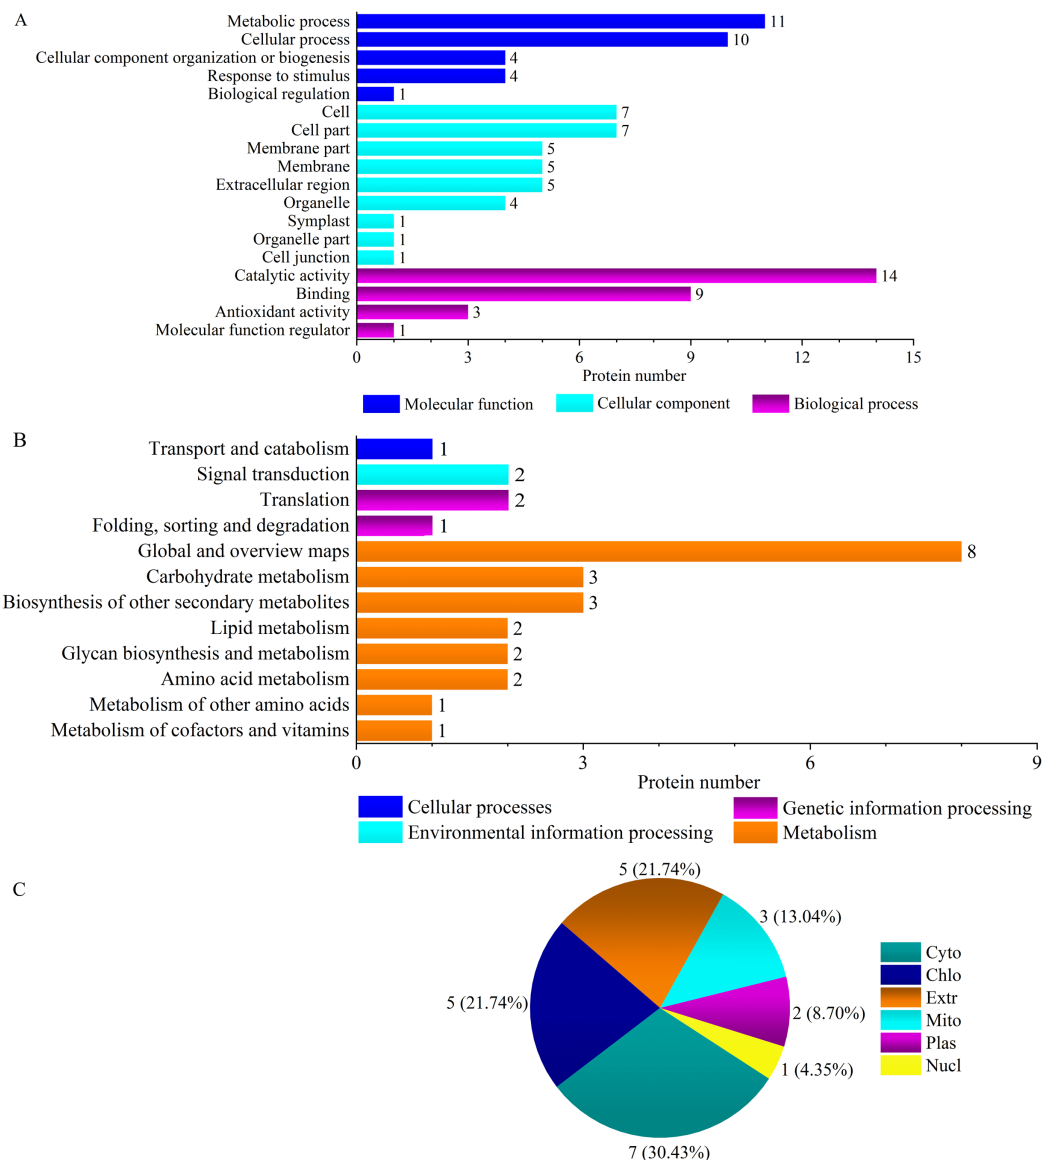 A
Metabolic process 11
Cellular process 10
Cellular component organization or biogenesis 4
Response to stimulus 4
Biological regulation 1
Cell 7
Cell part 7
Membrane part 5
Membrane 5
Extracellular region 5
Organelle 4
Symplast 1
Organelle part 1
Cell junction 1
Catalytic activity 14
Binding 9
Antioxidant activity 3
Molecular function regulator 1
0 3 6 9 12 15
Protein number
Molecular function Cellular component Biological process
B
Transport and catabolism 1
Signal transduction 2
Translation 2
Folding, sorting and degradation 1
Global and overview maps 8
Carbohydrate metabolism 3
Biosynthesis of other secondary metabolites 3
Lipid metabolism 2
Glycan biosynthesis and metabolism 2
Amino acid metabolism 2
Metabolism of other amino acids 1
Metabolism of cofactors and vitamins 1
0 3 6 9
Protein number
Cellular processes Genetic information processing
Environmental information processing Metabolism
C
5 (21.74%)
3 (13.04%)
5 (21.74%)
2 (8.70%)
1 (4.35%)
7 (30.43%)
Cyto
Chlo
Extr
Mito
Plas
Nucl